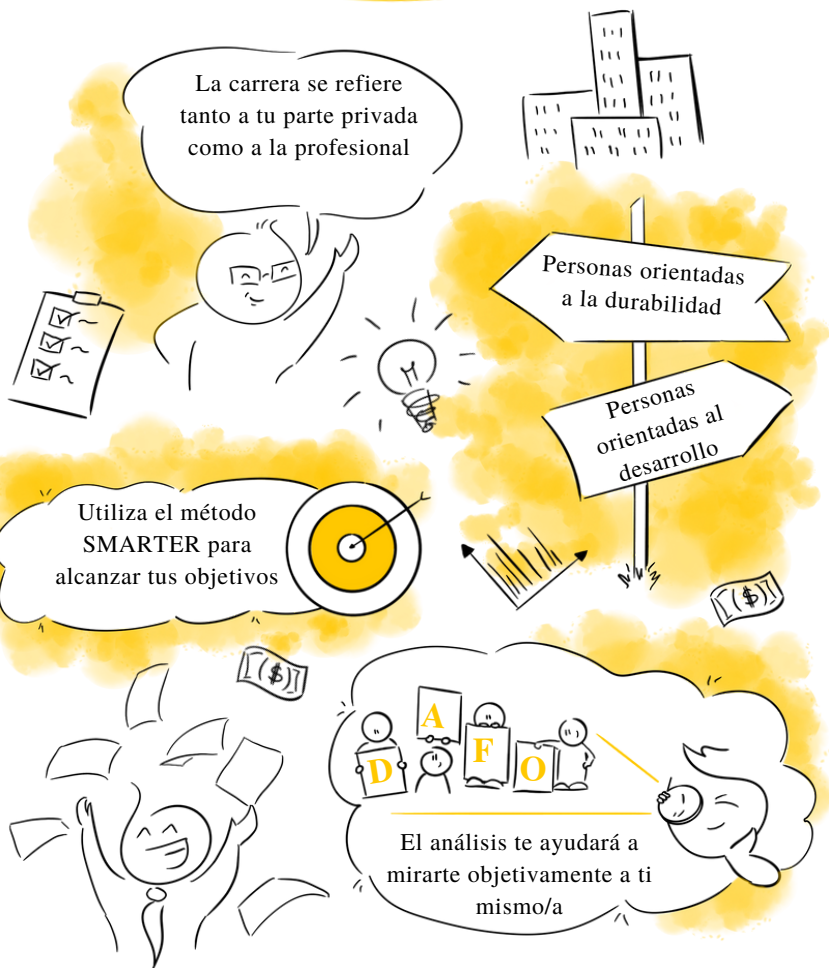 La carrera se refiere
tanto a tu parte privada
como a la profesional
Personas orientadas
a la durabilidad
Personas
orientadas al
desarrollo
Utiliza el método
SMARTER para
alcanzar tus objetivos
($)
($)
D A F O
El análisis te ayudará a
mirarte objetivamente a ti
mismo/a